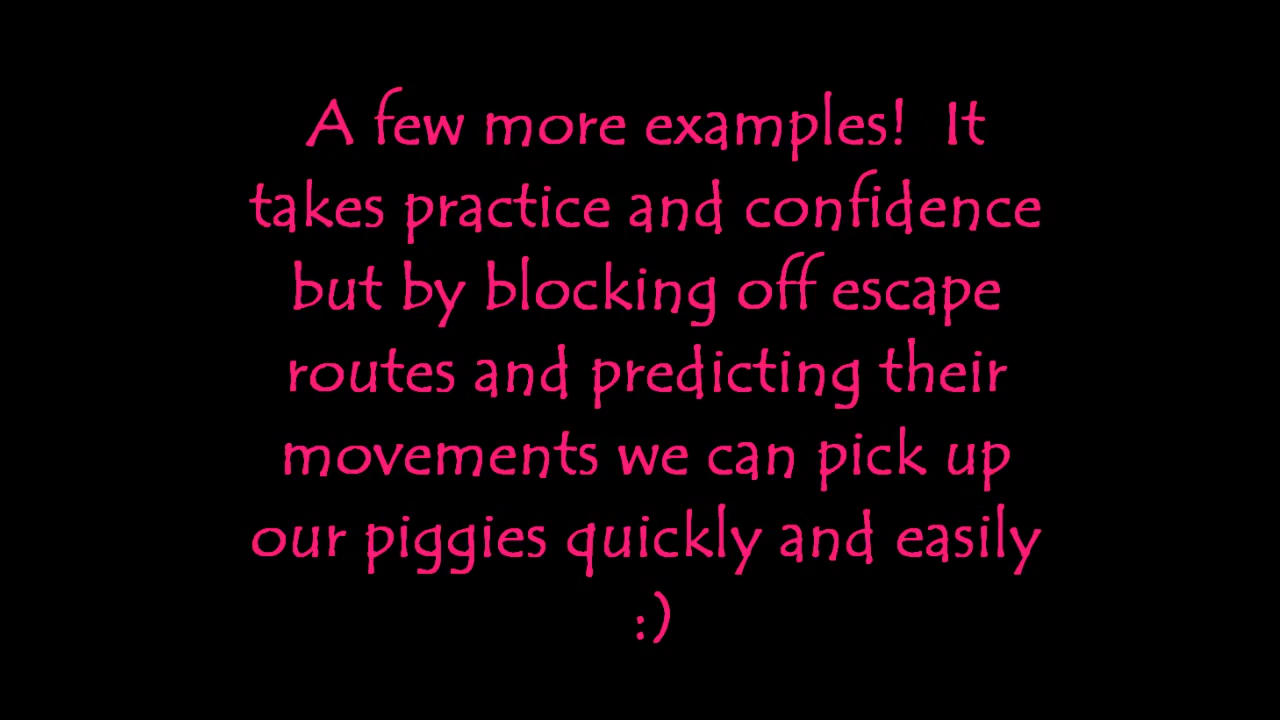 A few more examples!  It
takes practice and confidence
but by blocking off escape
routes and predicting their
movements we can pick up
our piggies quickly and easily
:)